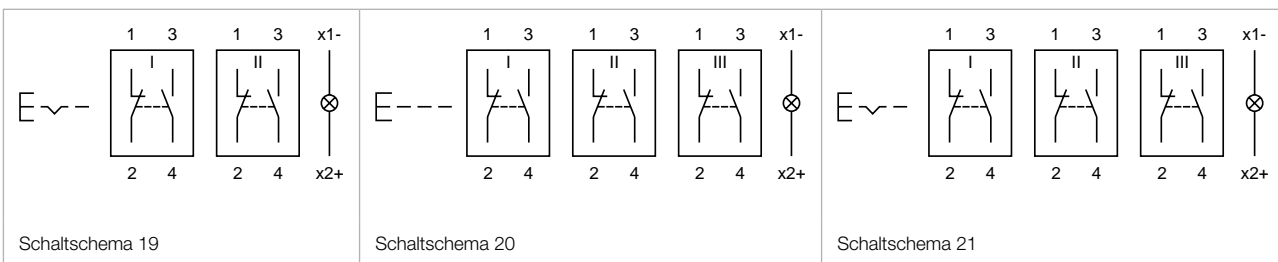 1 3 1 3 x1- 1 3 1 3 1 3 x1- 1 3 1 3 1 3 x1-
I II I II III I II III
2 4 2 4 x2+ 2 4 2 4 2 4 x2+ 2 4 2 4 2 4 x2+
Schaltschema 19 Schaltschema 20 Schaltschema 21